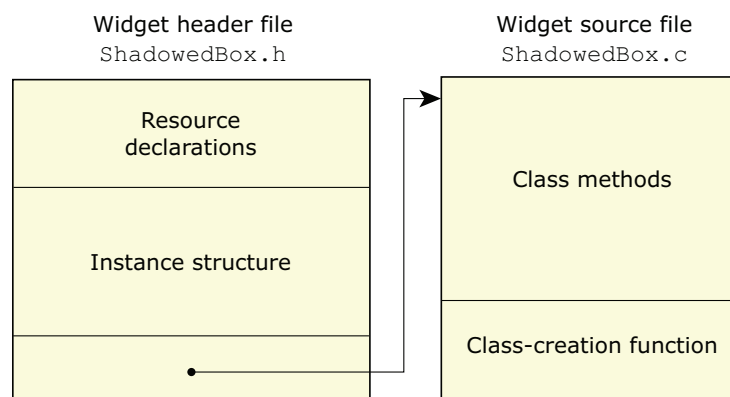 Widget header file
ShadowedBox.h
Widget source file
ShadowedBox.c
Resource
declarations
Class methods
Instance structure
Class-creation function